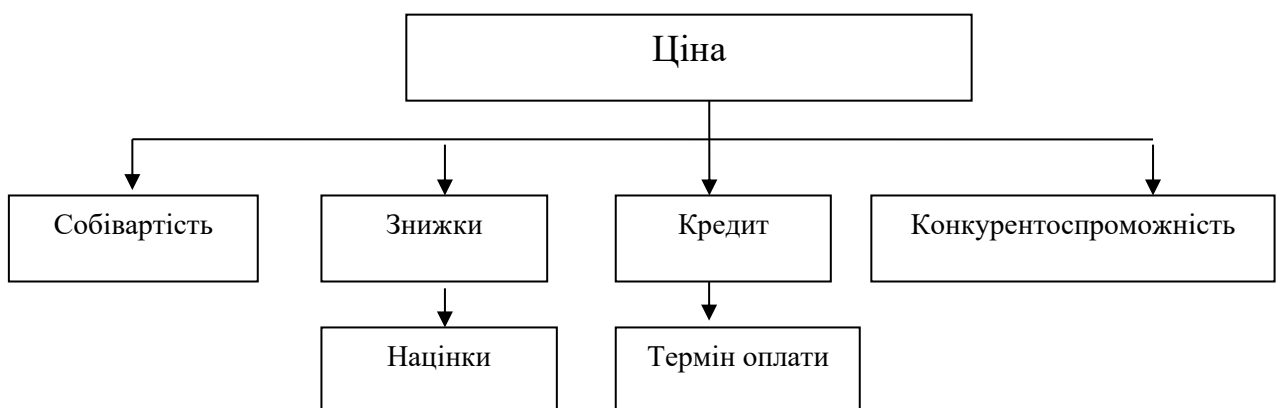 Ціна
Собівартість
Знижки
Кредит
Конкурентоспроможність
Націнки
Термін оплати